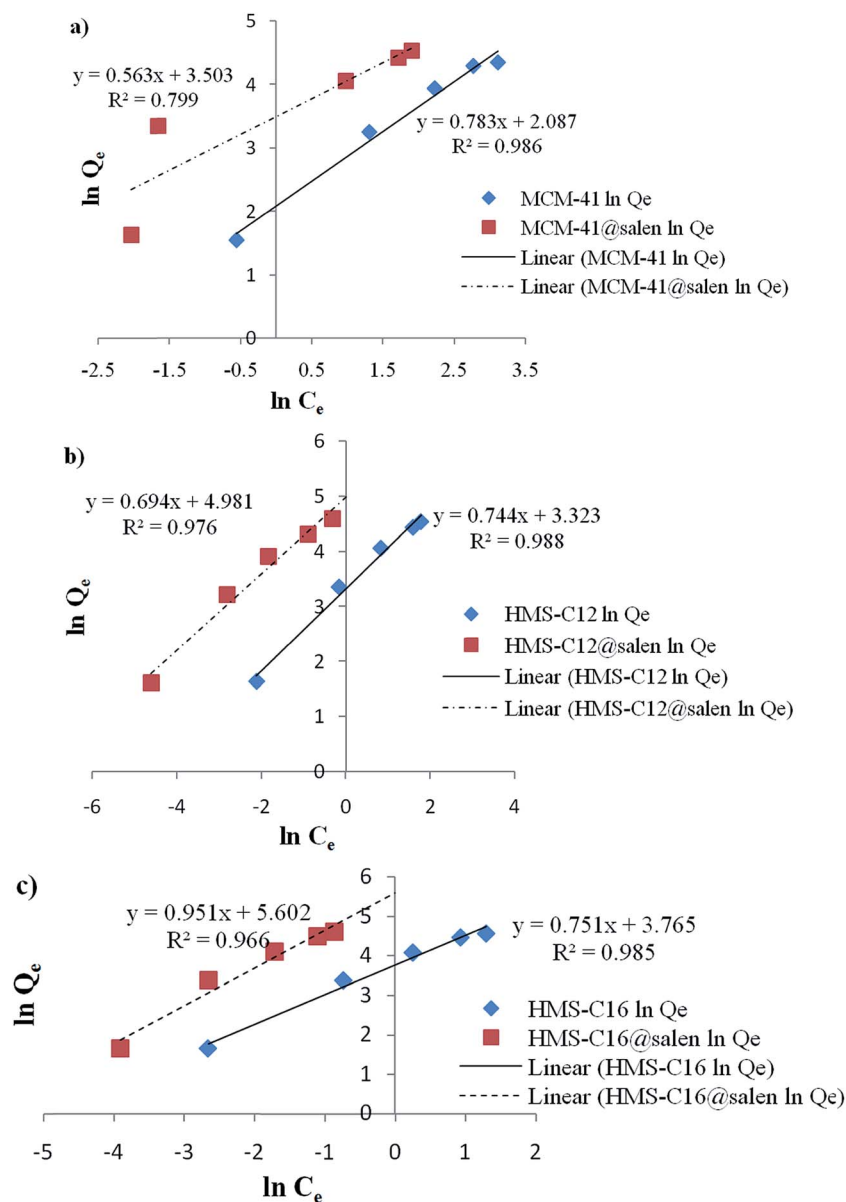 a)
5
4
3
2
1
0
y = 0.563x + 3.503
R² = 0.799
y = 0.783x + 2.087
R² = 0.986
ln Qe
MCM-41 ln Qe
MCM-41@salen ln Qe
Linear (MCM-41 ln Qe)
Linear (MCM-41@salen ln Qe)
-2.5 -1.5 -0.5 0.5 1.5 2.5 3.5
ln Ce
b)
6
5
4
3
2
1
0
y = 0.694x + 4.981
R² = 0.976
y = 0.744x + 3.323
R² = 0.988
ln Qe
HMS-C12 ln Qe
HMS-C12@salen ln Qe
Linear (HMS-C12 ln Qe)
Linear (HMS-C12@salen ln Qe)
-6 -4 -2 0 2 4
ln Ce
c)
6
5
4
3
2
1
0
y = 0.951x + 5.602
R² = 0.966
y = 0.751x + 3.765
R² = 0.985
ln Qe
HMS-C16 ln Qe
HMS-C16@salen ln Qe
Linear (HMS-C16 ln Qe)
Linear (HMS-C16@salen ln Qe)
-5 -4 -3 -2 -1 0 1 2
ln Ce